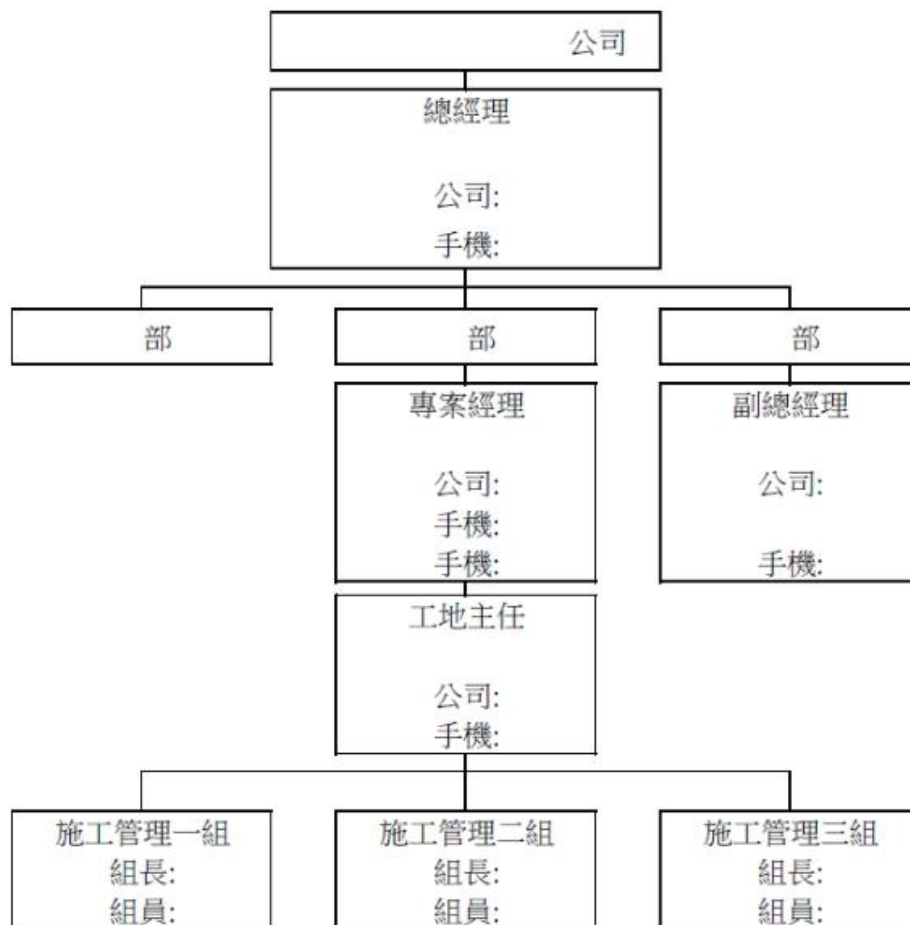 公司
總經理
公司:
手機:
部
部
部
專案經理
公司:
手機:
手機:
副總經理
公司:
手機:
工地主任
公司:
手機:
施工管理一組
組長:
組員:
施工管理二組
組長:
組員:
施工管理三組
組長:
組員: